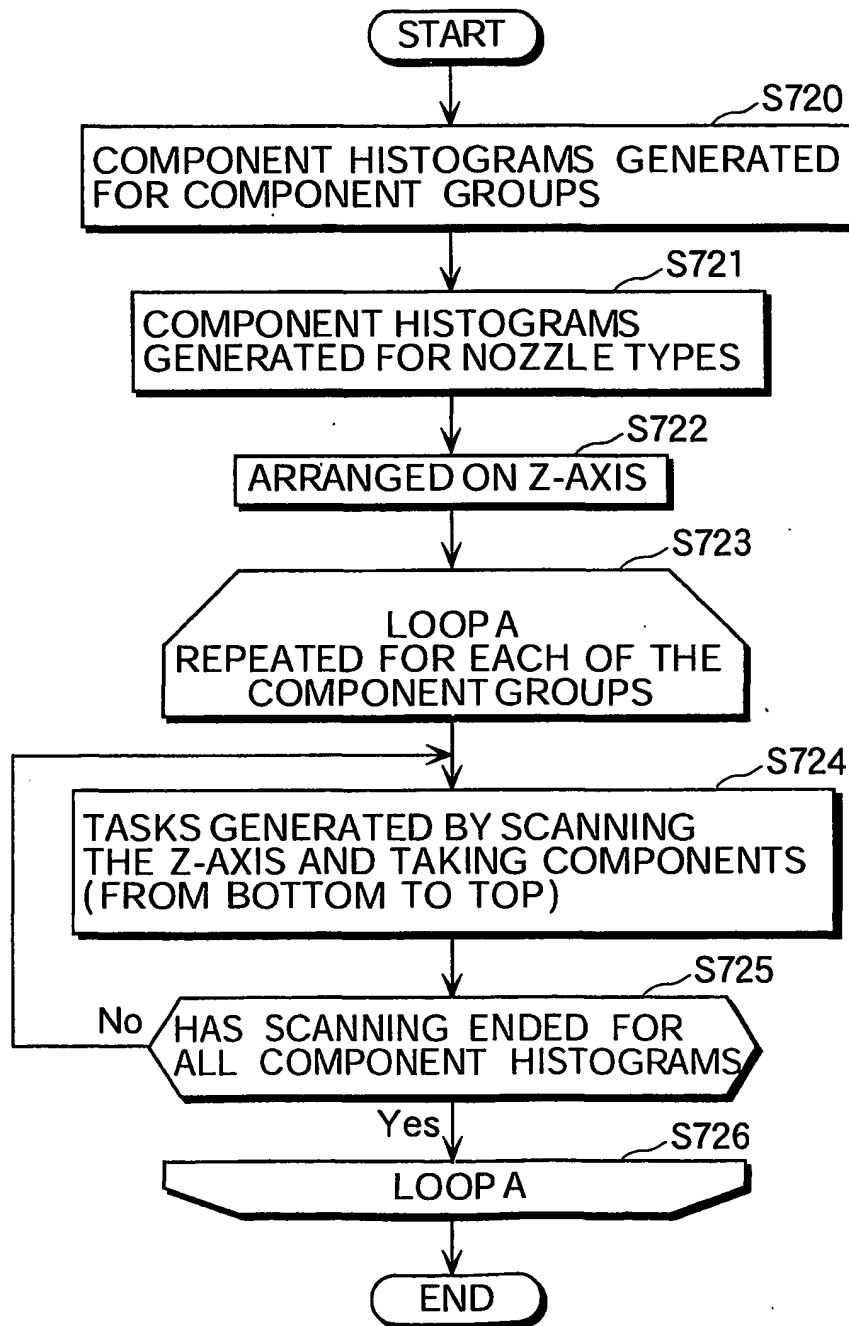 START
S720
COMPONENT HISTOGRAMS GENERATED
FOR COMPONENT GROUPS
S721
COMPONENT HISTOGRAMS
GENERATED FOR NOZZLE TYPES
S722
ARRANGED ON Z-AXIS
S723
LOOP A
REPEATED FOR EACH OF THE
COMPONENT GROUPS
S724
TASKS GENERATED BY SCANNING
THE Z-AXIS AND TAKING COMPONENTS
(FROM BOTTOM TO TOP)
S725
No
HAS SCANNING ENDED FOR
ALL COMPONENT HISTOGRAMS
Yes
S726
LOOP A
END